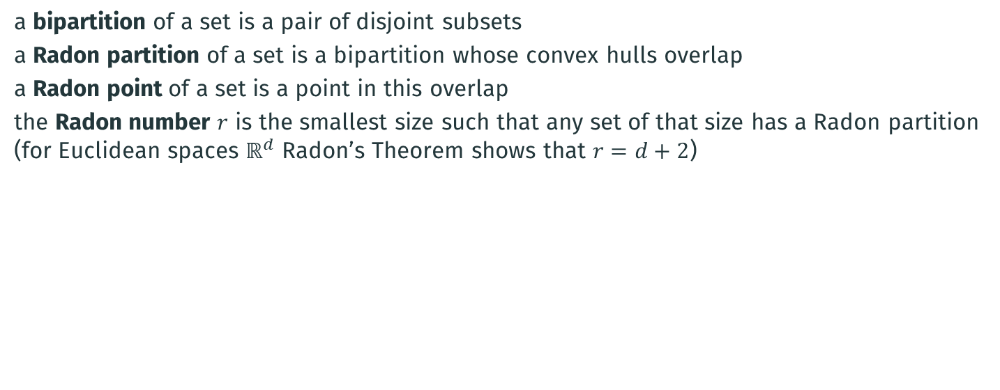 a bipartition of a set is a pair of disjoint subsets
a Radon partition of a set is a bipartition whose convex hulls overlap
a Radon point of a set is a point in this overlap
the Radon number r is the smallest size such that any set of that size has a Radon partition
(for Euclidean spaces ℝᵈ Radon’s Theorem shows that r = d + 2)